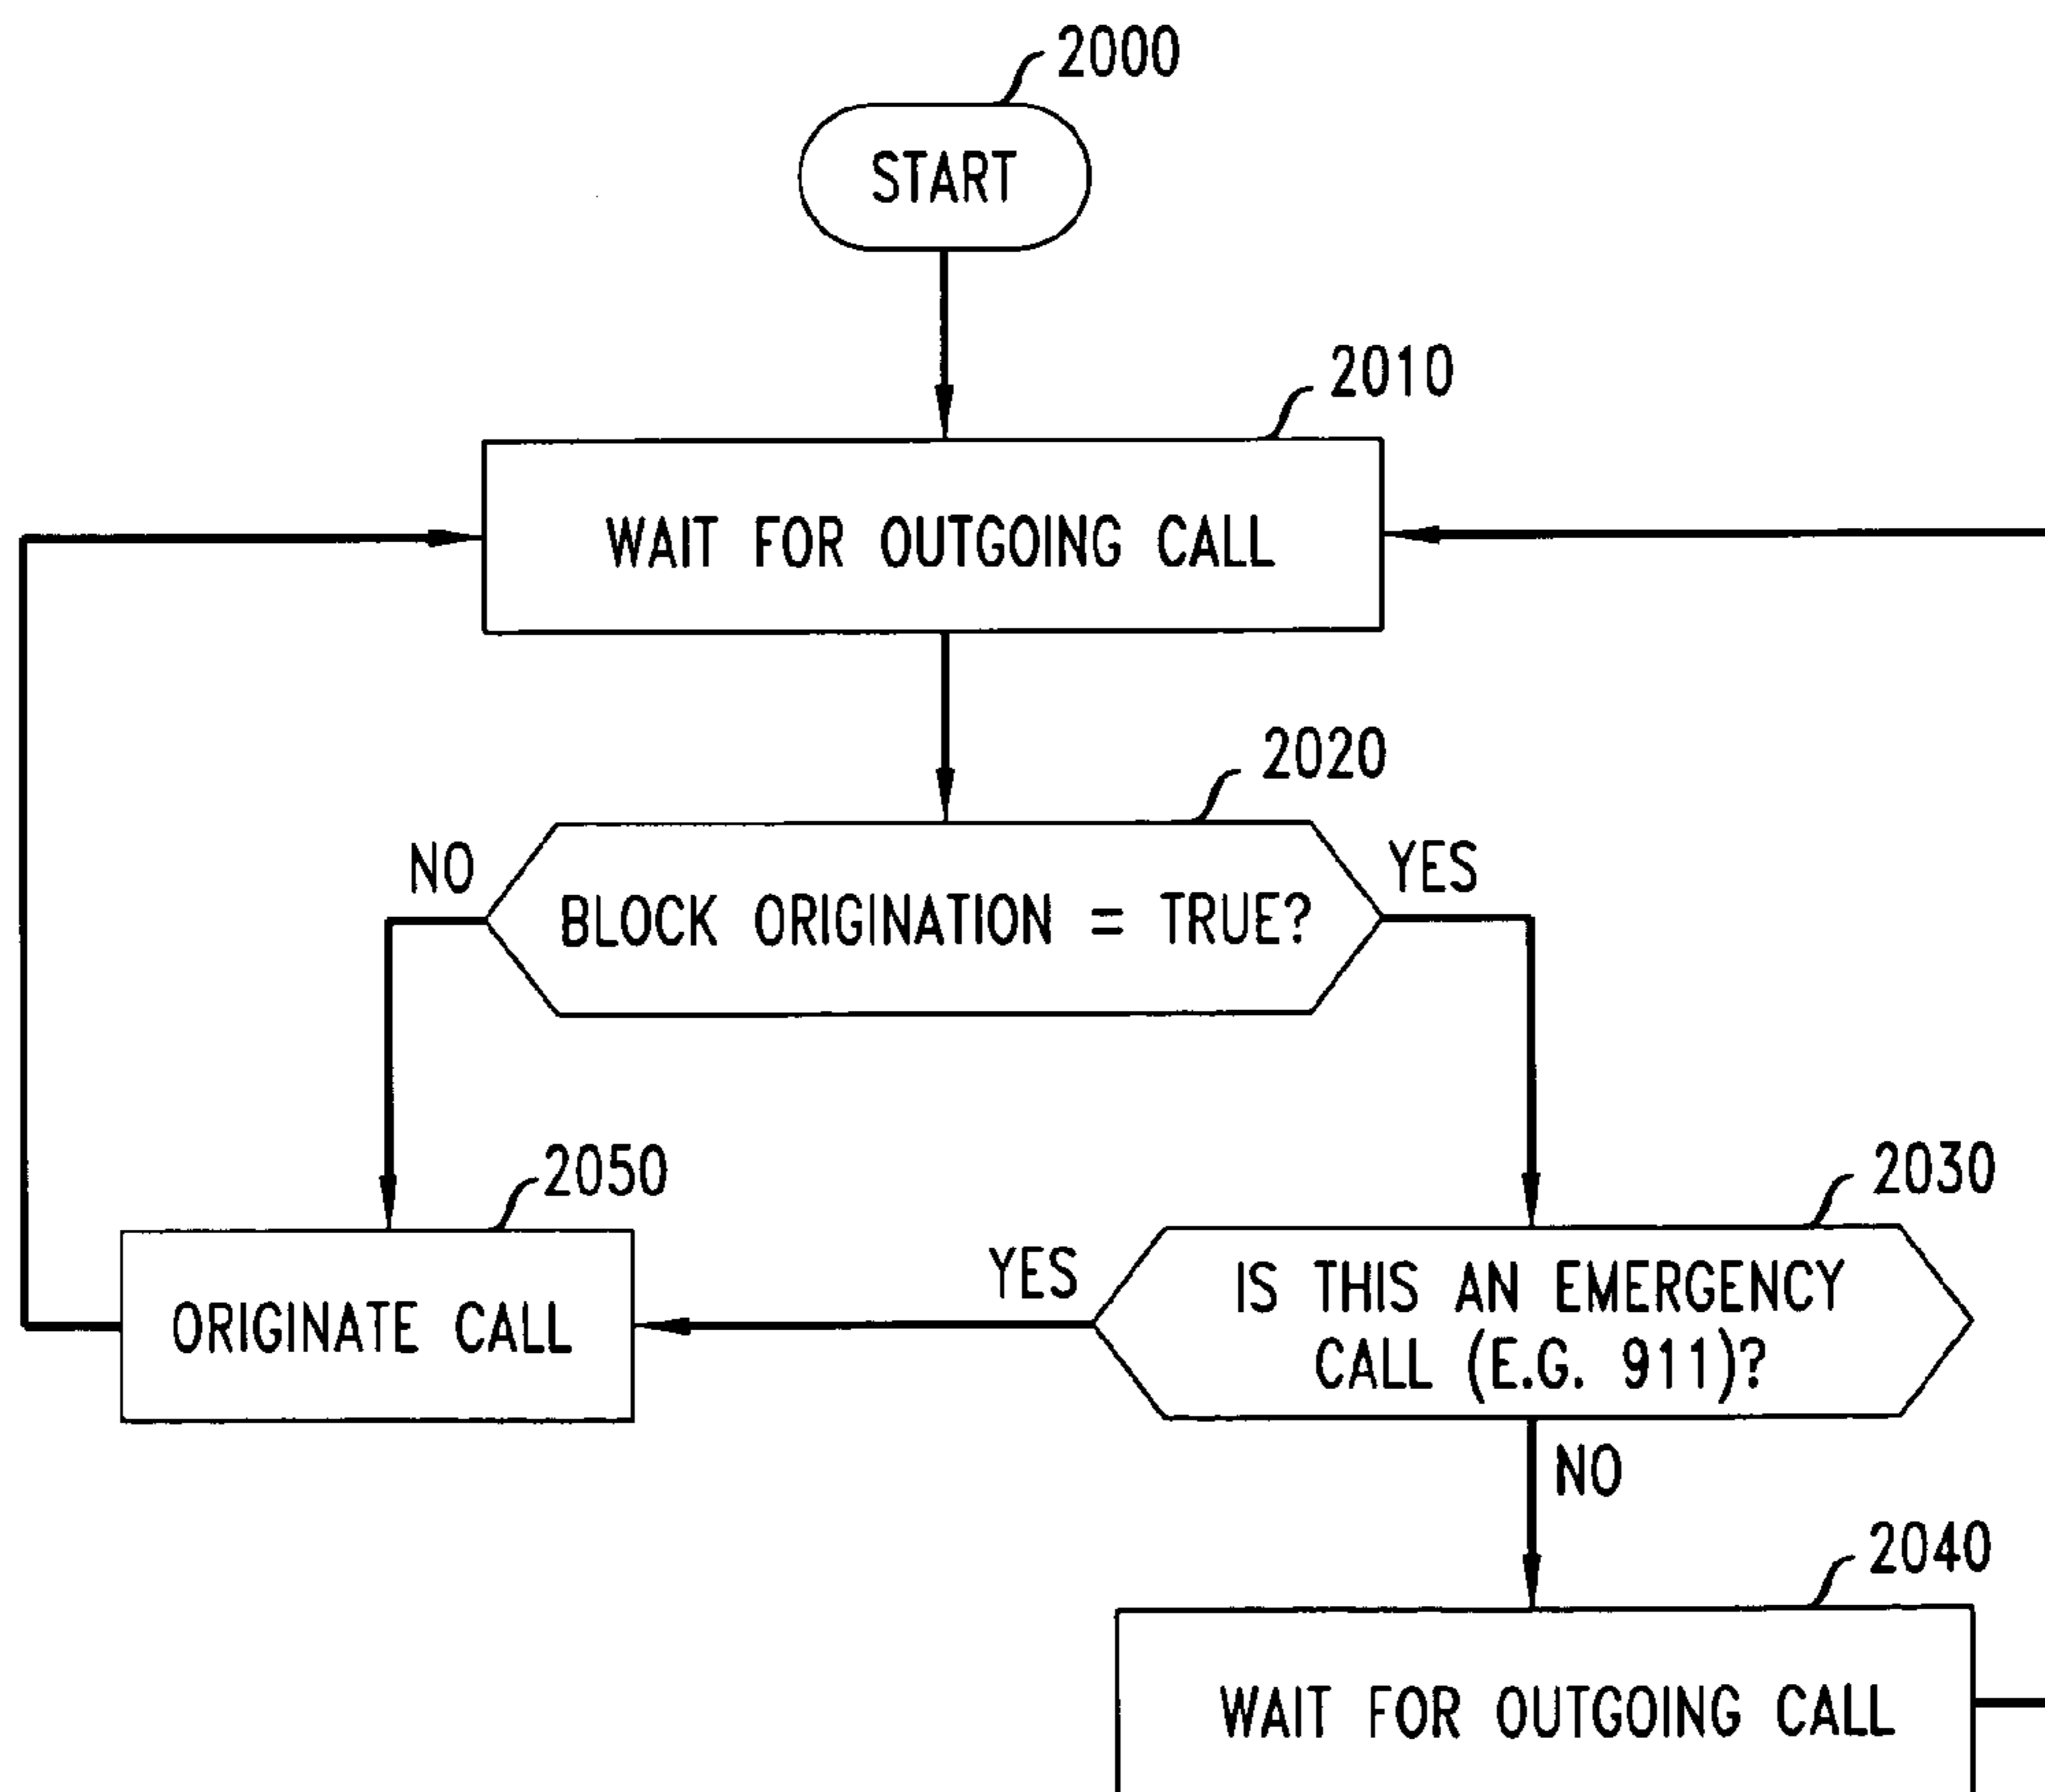 2000
START
2010
WAIT FOR OUTGOING CALL
2020
NO
YES
BLOCK ORIGINATION = TRUE?
2050
2030
YES
IS THIS AN EMERGENCY
CALL (E.G. 911)?
ORIGINATE CALL
NO
2040
WAIT FOR OUTGOING CALL